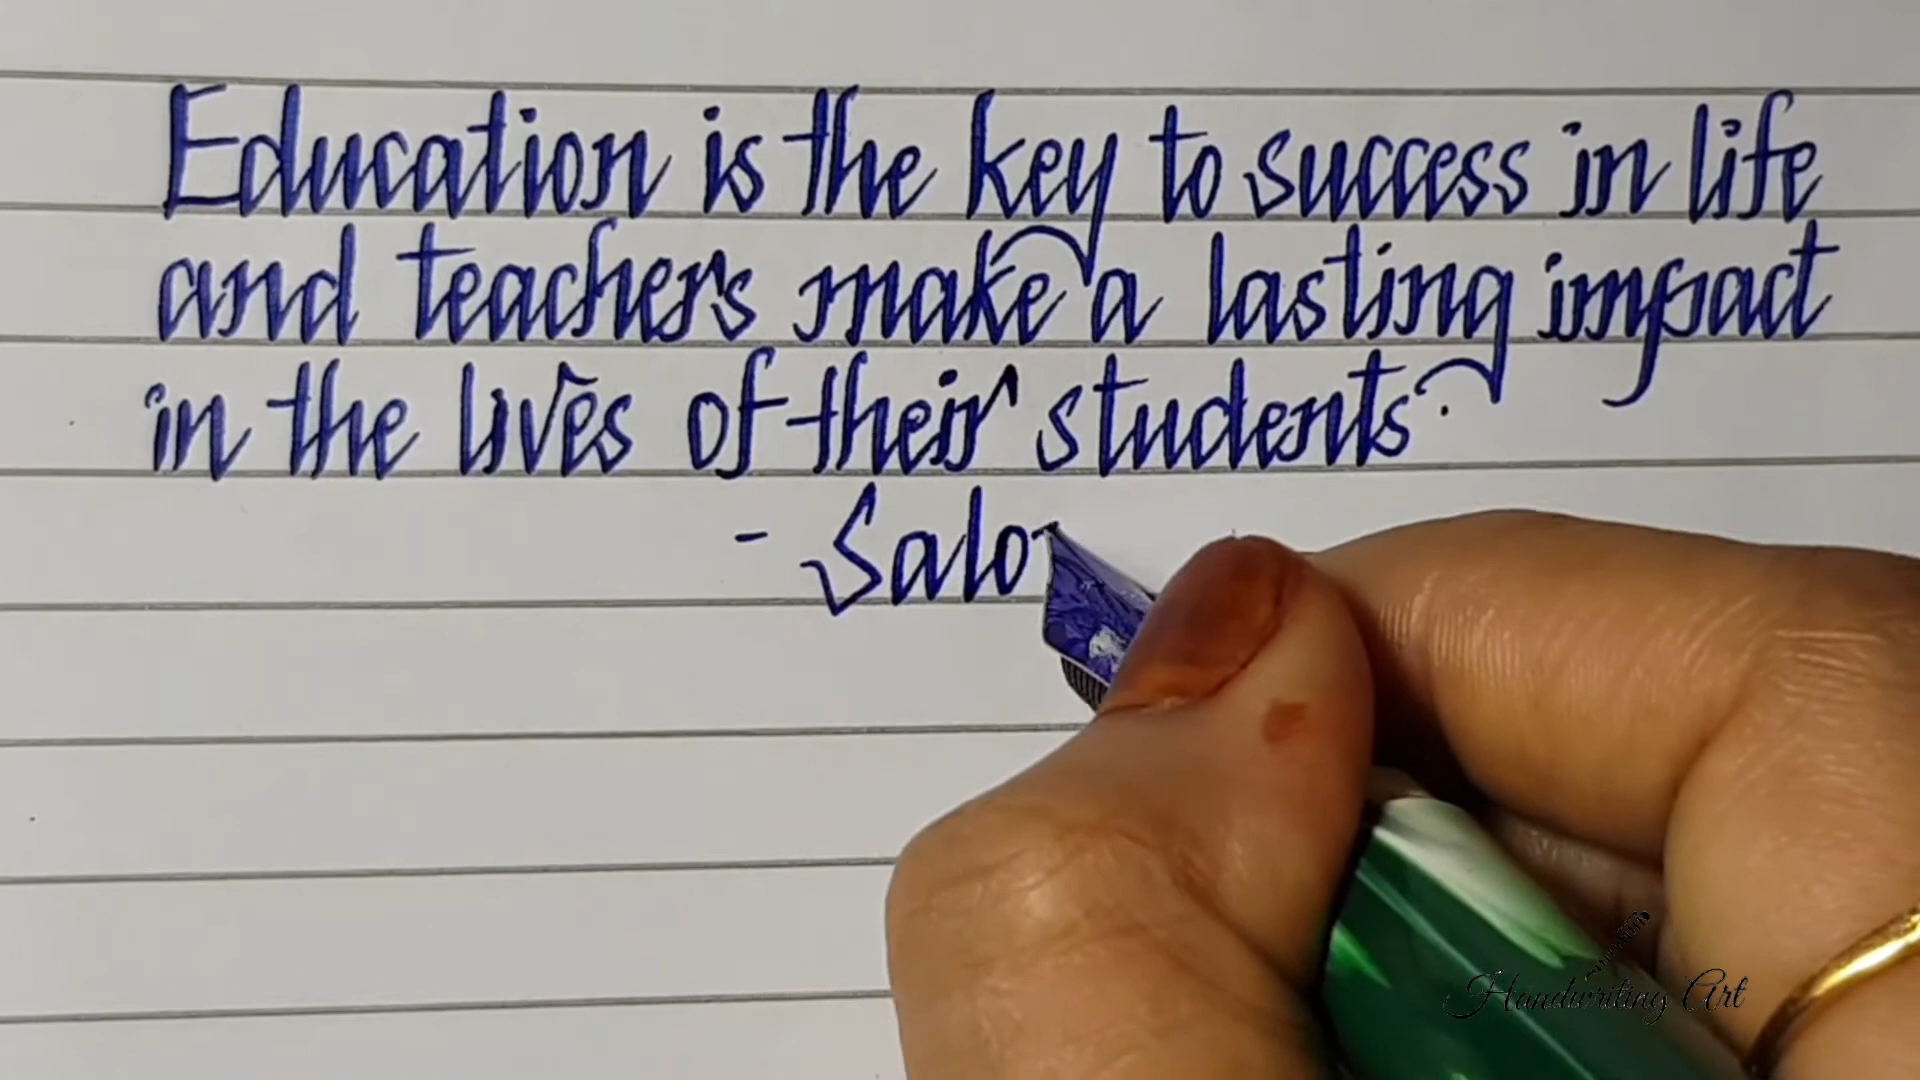 Education is the key to success in life
and teachers make a lasting impact
in the lives of their students.
- Salo
Handwriting Art